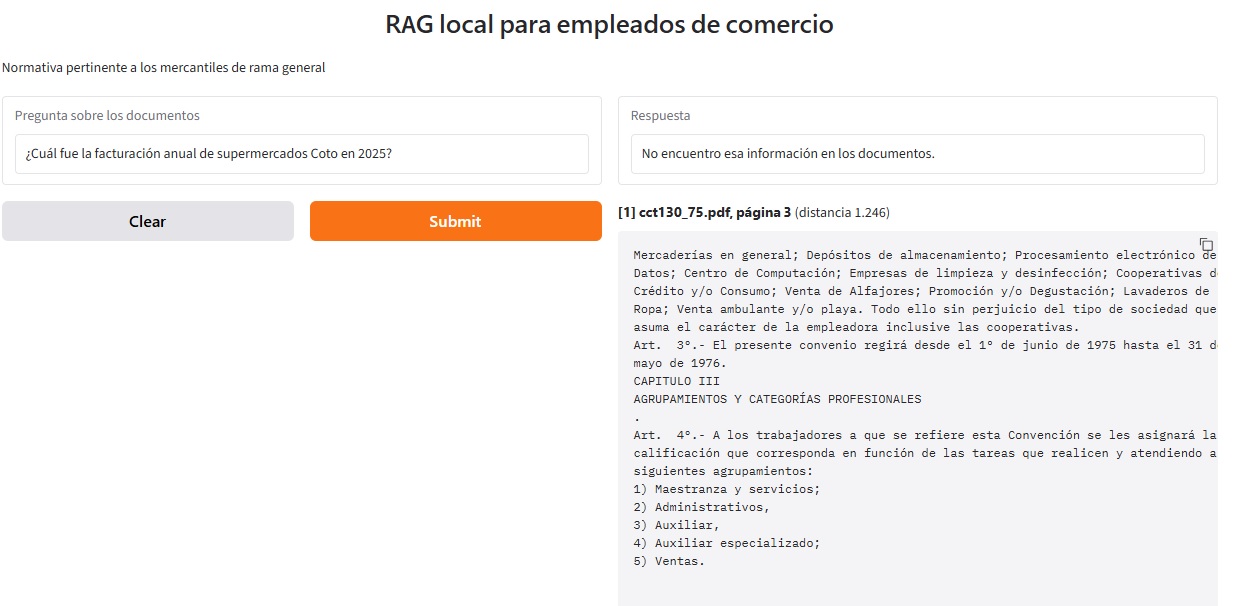 RAG local para empleados de comercio
Normativa pertinente a los mercantiles de rama general
Pregunta sobre los documentos
¿Cuál fue la facturación anual de supermercados Coto en 2025?
Clear
Submit
Respuesta
No encuentro esa información en los documentos.
[1] cct130_75.pdf, página 3 (distancia 1.246)
Mercaderías en general; Depósitos de almacenamiento; Procesamiento electrónico de
Datos; Centro de Computación; Empresas de limpieza y desinfección; Cooperativas d
Crédito y/o Consumo; Venta de Alfajores; Promoción y/o Degustación; Lavaderos de
Ropa; Venta ambulante y/o playa. Todo ello sin perjuicio del tipo de sociedad que
asuma el carácter de la empleadora inclusive las cooperativas.
Art.  3°.- El presente convenio regirá desde el 1° de junio de 1975 hasta el 31 d
mayo de 1976.
CAPITULO III
AGRUPAMIENTOS Y CATEGORÍAS PROFESIONALES
.
Art.  4°.- A los trabajadores a que se refiere esta Convención se les asignará la
calificación que corresponda en función de las tareas que realicen y atendiendo a
siguientes agrupamientos:
1) Maestranza y servicios;
2) Administrativos,
3) Auxiliar,
4) Auxiliar especializado;
5) Ventas.